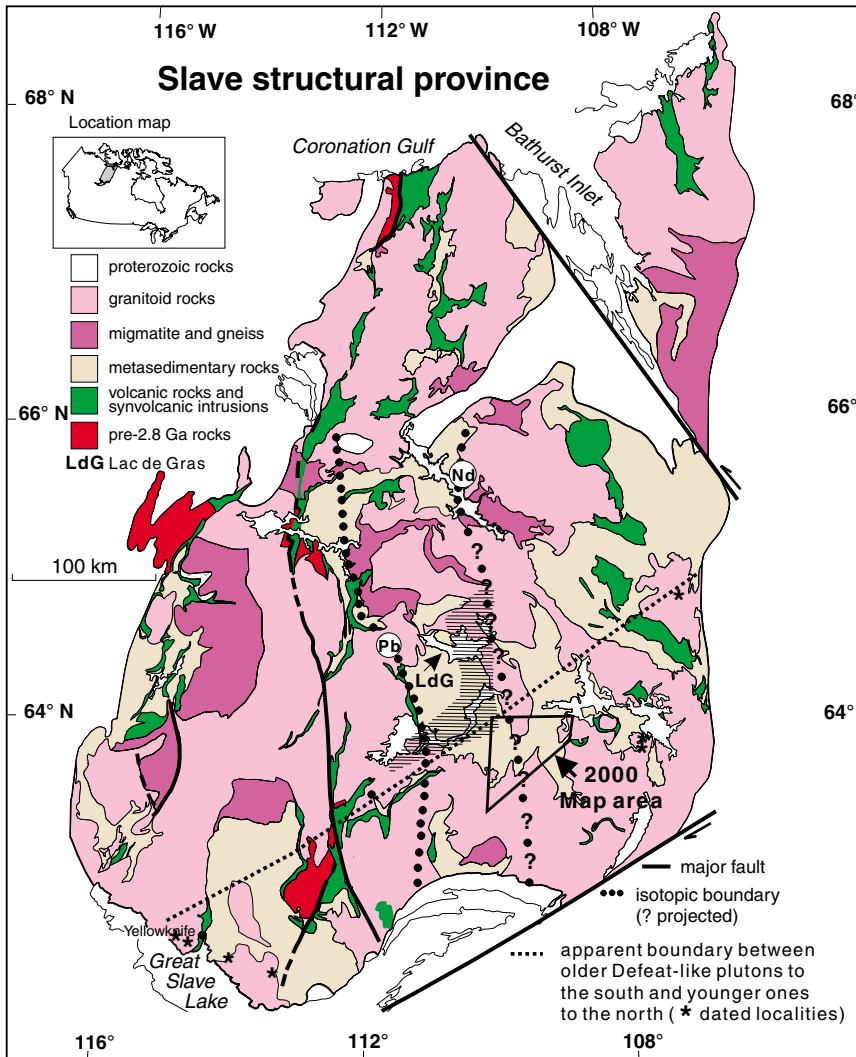 116° W
112° W
108° W
Slave structural province
68° N
68°
Location map
Coronation Gulf
Bathurst Inlet
proterozoic rocks
granitoid rocks
migmatite and gneiss
metasedimentary rocks
volcanic rocks and
synvolcanic intrusions
pre-2.8 Ga rocks
LdG Lac de Gras
66° N
66°
Nd
100 km
?
?
?
?
?
?
?
?
?
?
?
*
Pb
LdG
64° N
64°
*
*
2000
Map area
major fault
isotopic boundary
(? projected)
apparent boundary between
older Defeat-like plutons to
the south and younger ones
to the north ( * dated localities)
Yellowknife
* *
* *
Great
Slave
Lake
116°
112°
108°